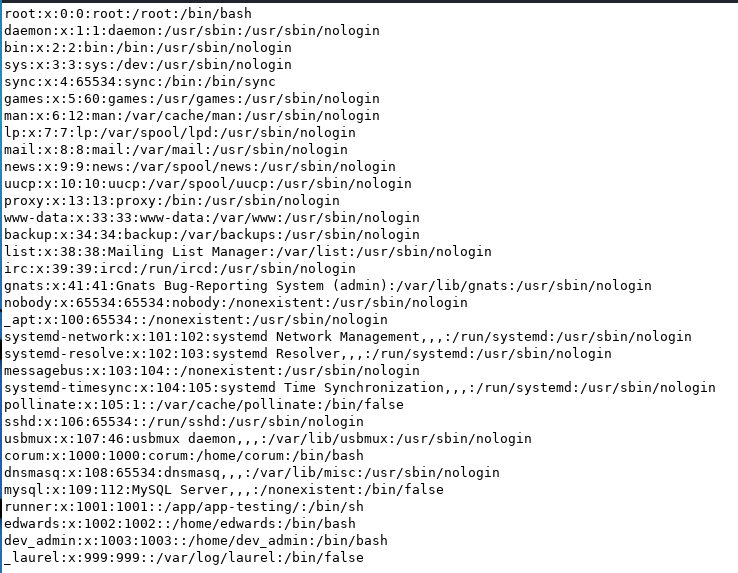 root:x:0:0:root:/root:/bin/bash
daemon:x:1:1:daemon:/usr/sbin:/usr/sbin/nologin
bin:x:2:2:bin:/bin:/usr/sbin/nologin
sys:x:3:3:sys:/dev:/usr/sbin/nologin
sync:x:4:65534:sync:/bin:/bin/sync
games:x:5:60:games:/usr/games:/usr/sbin/nologin
man:x:6:12:man:/var/cache/man:/usr/sbin/nologin
lp:x:7:7:lp:/var/spool/lpd:/usr/sbin/nologin
mail:x:8:8:mail:/var/mail:/usr/sbin/nologin
news:x:9:9:news:/var/spool/news:/usr/sbin/nologin
uucp:x:10:10:uucp:/var/spool/uucp:/usr/sbin/nologin
proxy:x:13:13:proxy:/bin:/usr/sbin/nologin
www-data:x:33:33:www-data:/var/www:/usr/sbin/nologin
backup:x:34:34:backup:/var/backups:/usr/sbin/nologin
list:x:38:38:Mailing List Manager:/var/list:/usr/sbin/nologin
irc:x:39:39:ircd:/run/ircd:/usr/sbin/nologin
gnats:x:41:41:Gnats Bug-Reporting System (admin):/var/lib/gnats:/usr/sbin/nologin
nobody:x:65534:65534:nobody:/nonexistent:/usr/sbin/nologin
_apt:x:100:65534::/nonexistent:/usr/sbin/nologin
systemd-network:x:101:102:systemd Network Management,,,:/run/systemd:/usr/sbin/nologin
systemd-resolve:x:102:103:systemd Resolver,,,:/run/systemd:/usr/sbin/nologin
messagebus:x:103:104::/nonexistent:/usr/sbin/nologin
systemd-timesync:x:104:105:systemd Time Synchronization,,,:/run/systemd:/usr/sbin/nologin
pollinate:x:105:1::/var/cache/pollinate:/bin/false
sshd:x:106:65534::/run/sshd:/usr/sbin/nologin
usbmux:x:107:46:usbmux daemon,,,:/var/lib/usbmux:/usr/sbin/nologin
corum:x:1000:1000:corum:/home/corum:/bin/bash
dnsmasq:x:108:65534:dnsmasq,,,:/var/lib/misc:/usr/sbin/nologin
mysql:x:109:112:MySQL Server,,,:/nonexistent:/bin/false
runner:x:1001:1001::/app/app-testing/:/bin/sh
edwards:x:1002:1002::/home/edwards:/bin/bash
dev_admin:x:1003:1003::/home/dev_admin:/bin/bash
_laurel:x:999:999::/var/log/laurel:/bin/false